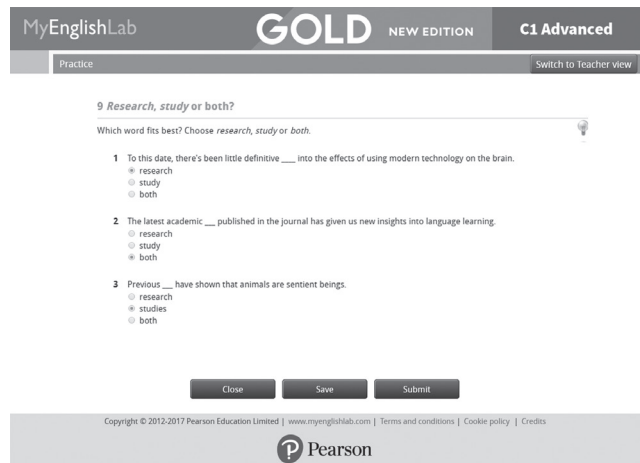 MyEnglishLab
GOLD NEW EDITION
C1 Advanced
Practice
Switch to Teacher view
9 Research, study or both?
Which word fits best? Choose research, study or both.
1 To this date, there's been little definitive ____ into the effects of using modern technology on the brain.
research
study
both
2 The latest academic ___ published in the journal has given us new insights into language learning.
research
study
both
3 Previous ___ have shown that animals are sentient beings.
research
studies
both
Close
Save
Submit
Copyright © 2012-2017 Pearson Education Limited | www.myenglishlab.com | Terms and conditions | Cookie policy | Credits
Pearson